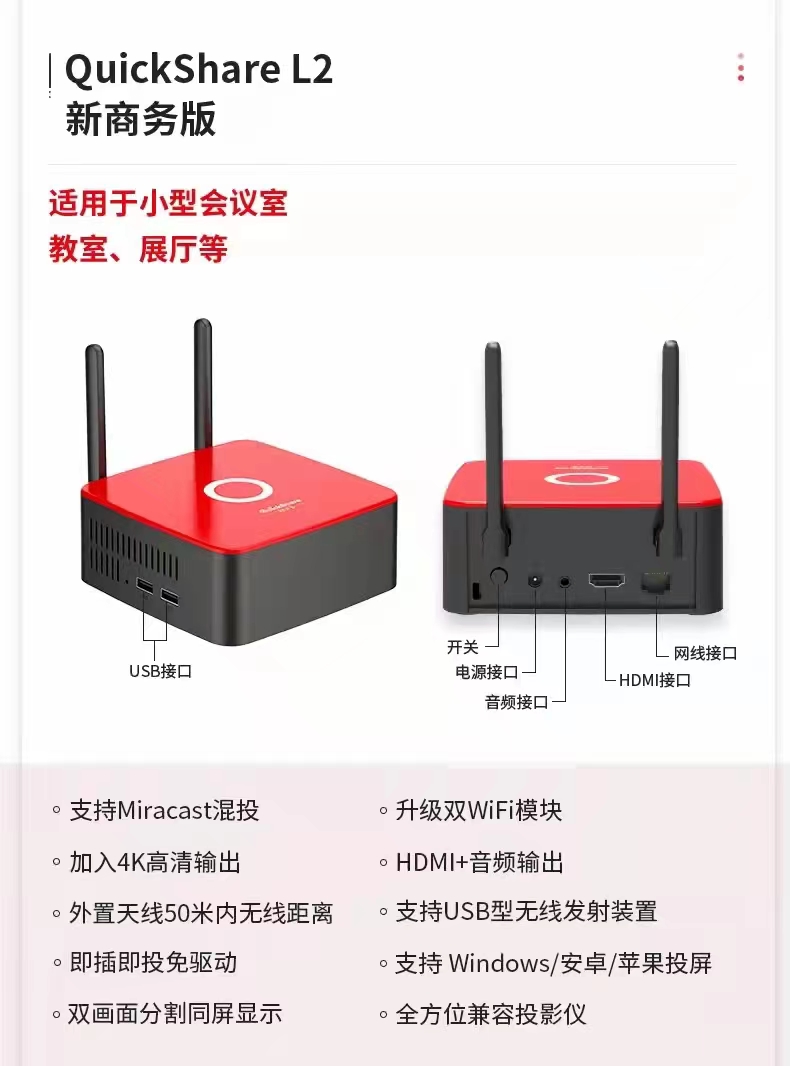 QuickShare L2
新商务版
适用于小型会议室
教室、展厅等
USB接口
开关
电源接口
音频接口
HDMI接口
网线接口
支持Miracast混投
升级双WiFi模块
加入4K高清输出
HDMI+音频输出
外置天线50米内无线距离
支持USB型无线发射装置
即插即投免驱动
支持 Windows/安卓/苹果投屏
双画面分割同屏显示
全方位兼容投影仪